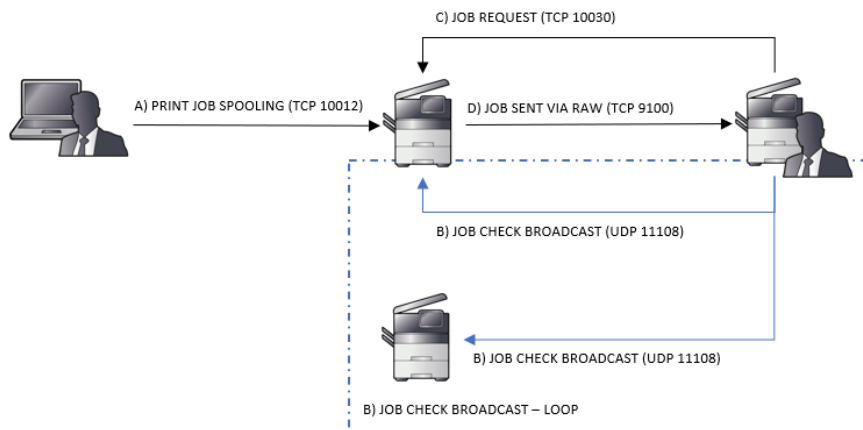 C) JOB REQUEST (TCP 10030)
A) PRINT JOB SPOOLING (TCP 10012)
D) JOB SENT VIA RAW (TCP 9100)
B) JOB CHECK BROADCAST (UDP 11108)
B) JOB CHECK BROADCAST (UDP 11108)
B) JOB CHECK BROADCAST – LOOP